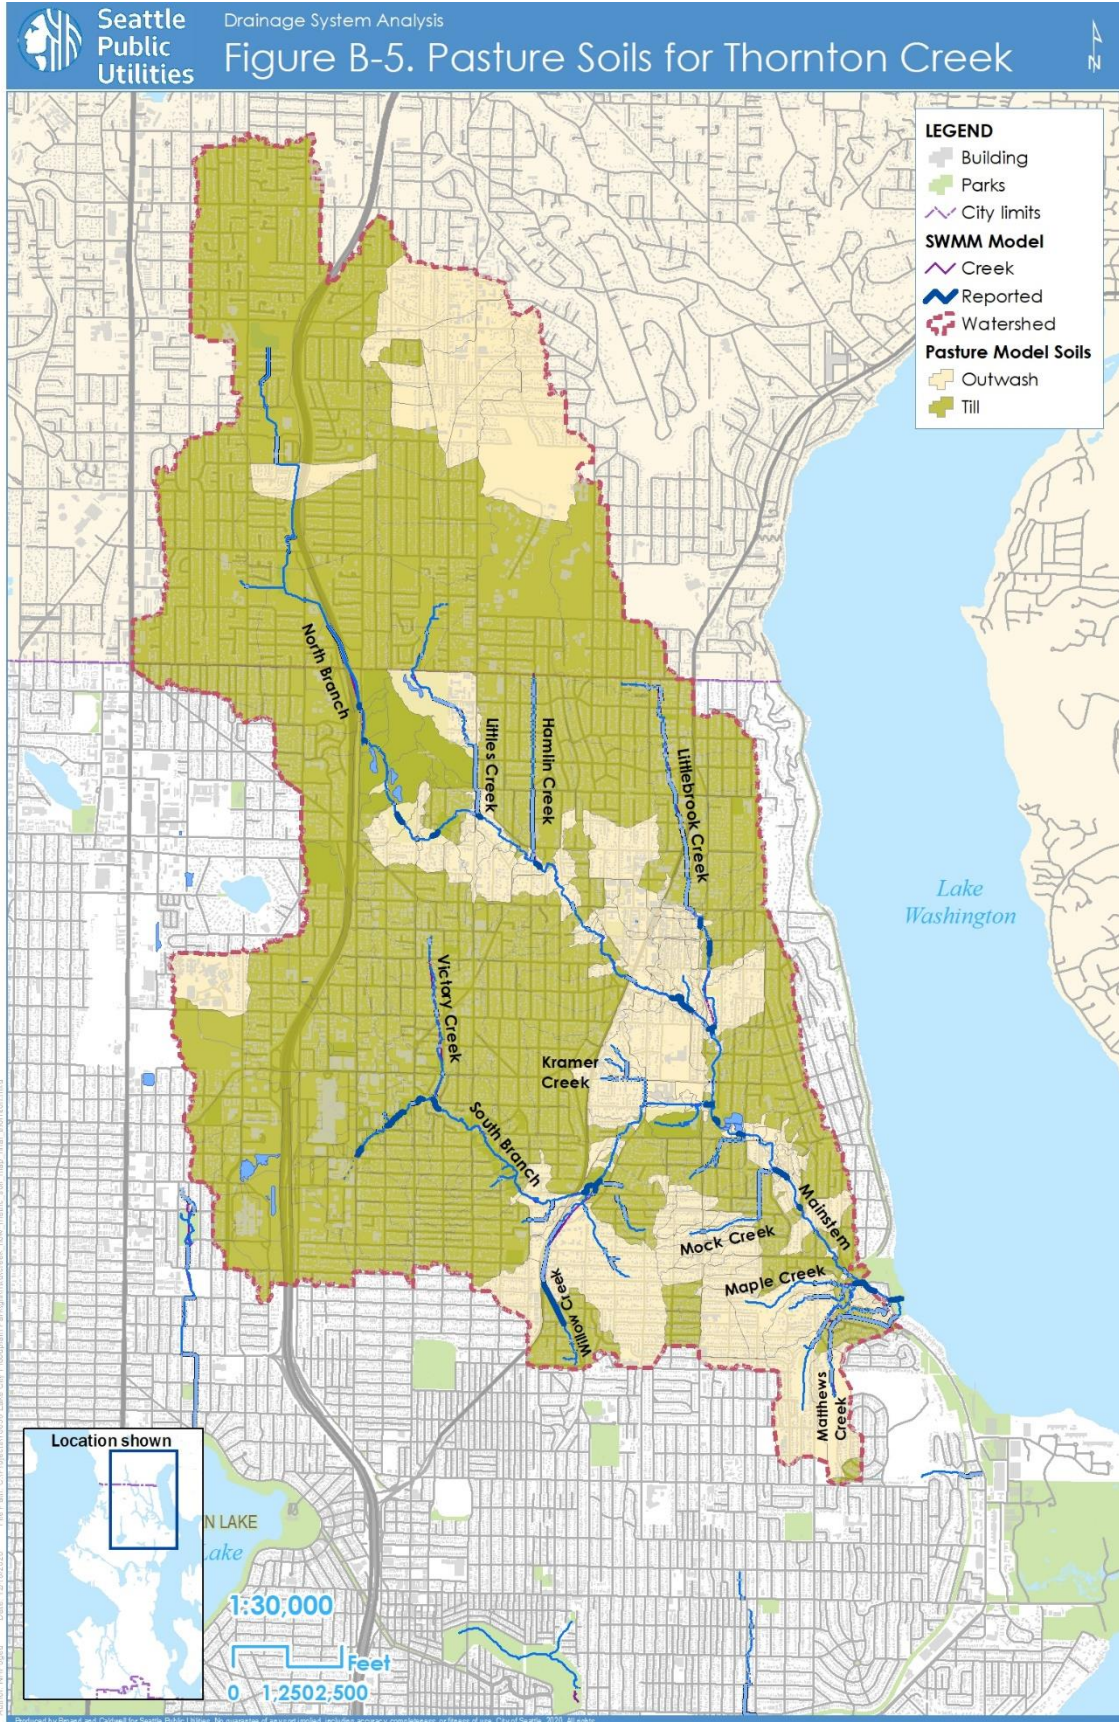 Seattle
Public
Utilities
Drainage System Analysis
Figure B-5. Pasture Soils for Thornton Creek
N
LEGEND
Building
Parks
City limits
SWMM Model
Creek
Reported
Watershed
Pasture Model Soils
Outwash
Till
North Branch
Littles Creek
Hamlin Creek
Littlebrook Creek
Lake
Washington
Victory Creek
Kramer
Creek
South Branch
Mainstem
Mock Creek
Maple Creek
Willow Creek
Matthews
Creek
Location shown
N LAKE
Lake
1:30,000
Feet
0 1,250 2,500